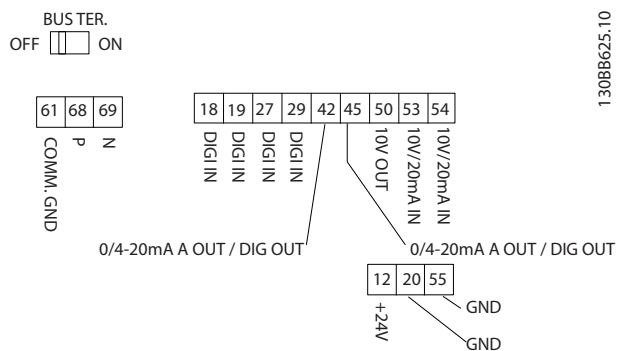 BUS TER.
OFF ON
130BB625.10
61 68 69
COMM. GND
P
N
18 19 27 29 42 45 50 53 54
DIGI IN
DIGI IN
DIGI IN
DIGI IN
10V OUT
10V/20mA IN
10V/20mA IN
0/4-20mA A OUT / DIG OUT
0/4-20mA A OUT / DIG OUT
12 20 55
+24V
GND
GND